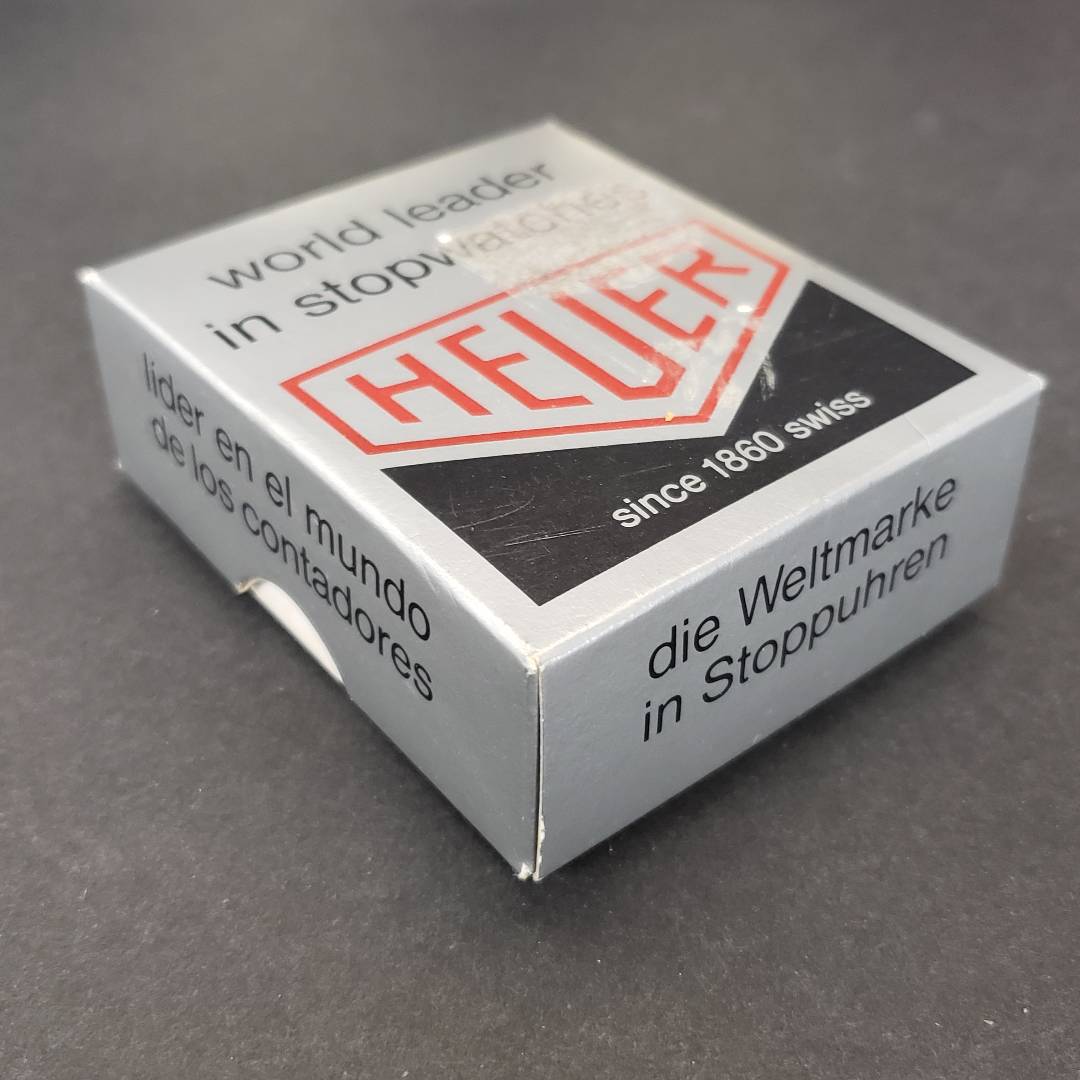 world leader
in stopwatches
HEUER
since 1860 swiss
lider en el mundo
de los contadores
die Weltmarke
in Stoppuhren